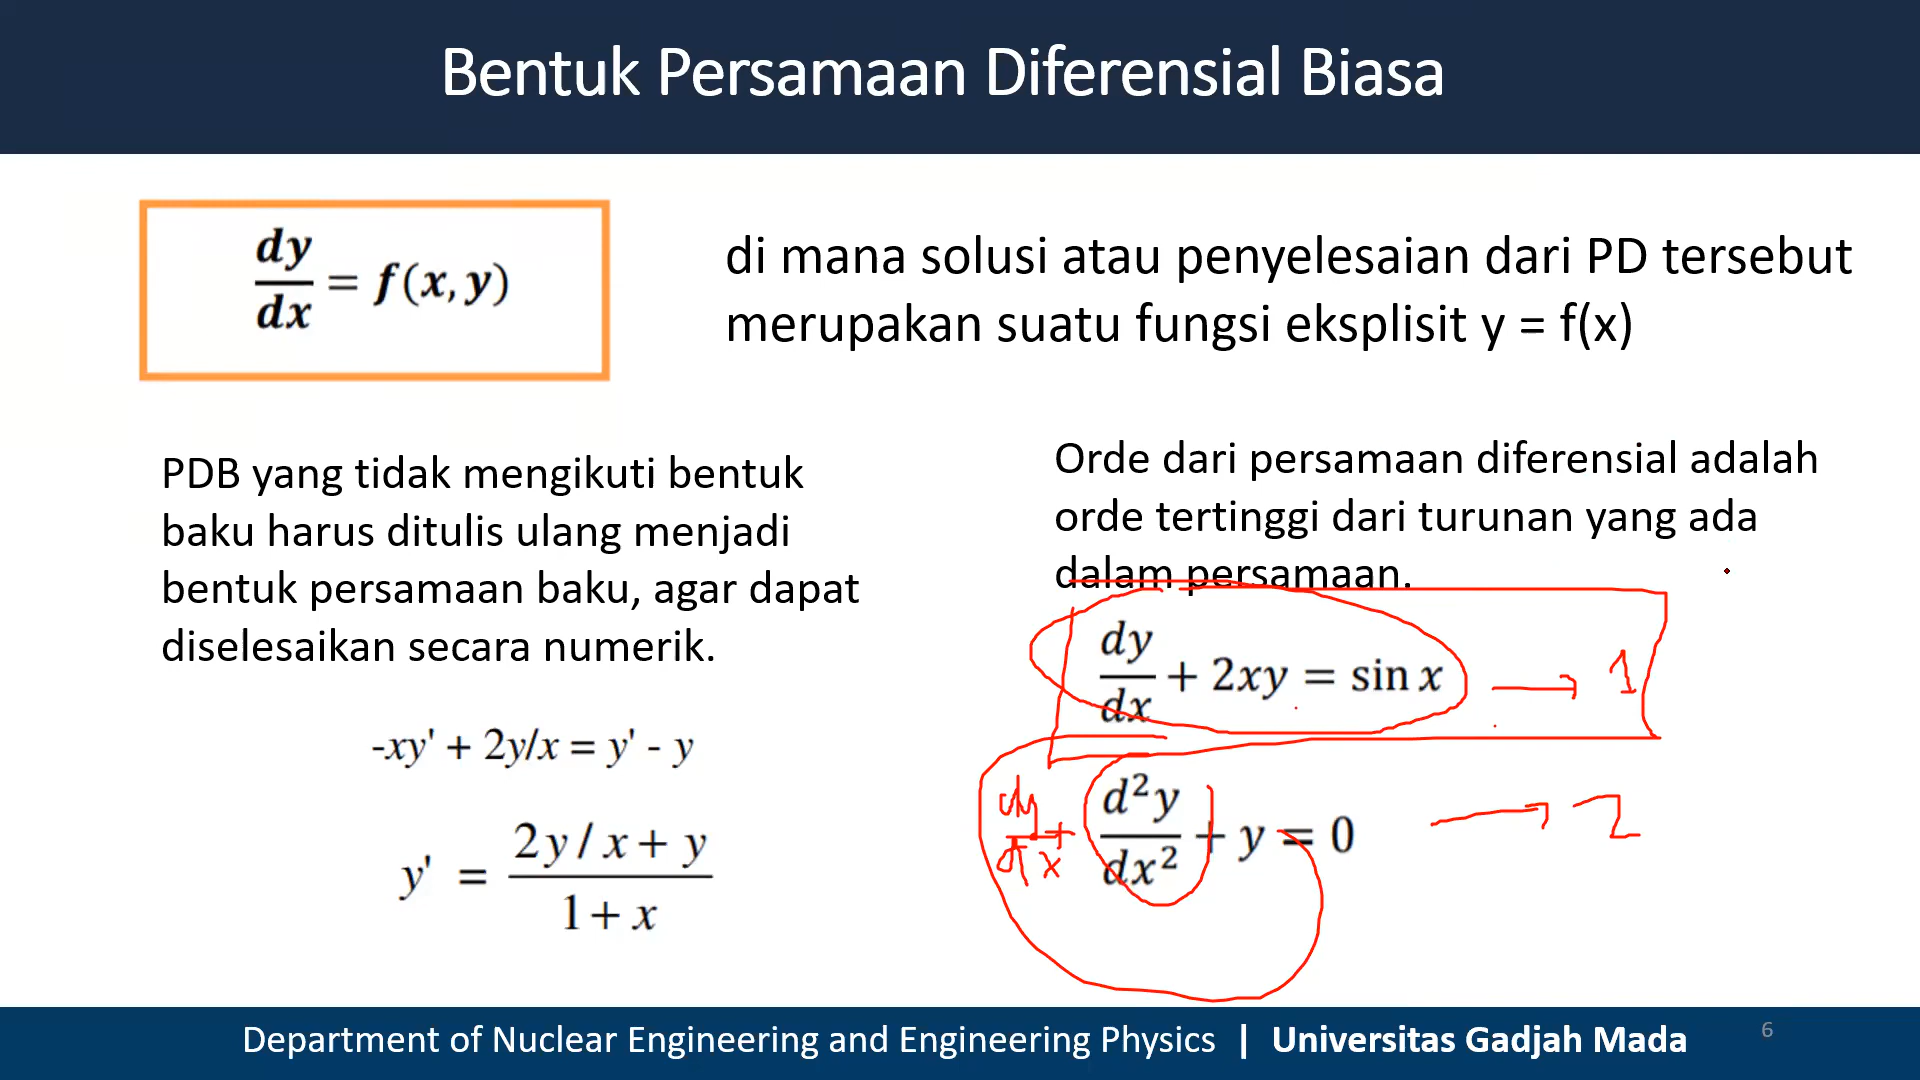 Bentuk Persamaan Diferensial Biasa
dy/dx = f(x, y)
di mana solusi atau penyelesaian dari PD tersebut
merupakan suatu fungsi eksplisit y = f(x)
PDB yang tidak mengikuti bentuk
baku harus ditulis ulang menjadi
bentuk persamaan baku, agar dapat
diselesaikan secara numerik.
-xy' + 2y/x = y' - y
y' = (2y / x + y)/(1 + x)
Orde dari persamaan diferensial adalah
orde tertinggi dari turunan yang ada
dalam persamaan.
dy/dx + 2xy = sin x → 1
dy/dx + d²y/dx² + y = 0 → 2
Department of Nuclear Engineering and Engineering Physics | Universitas Gadjah Mada
6